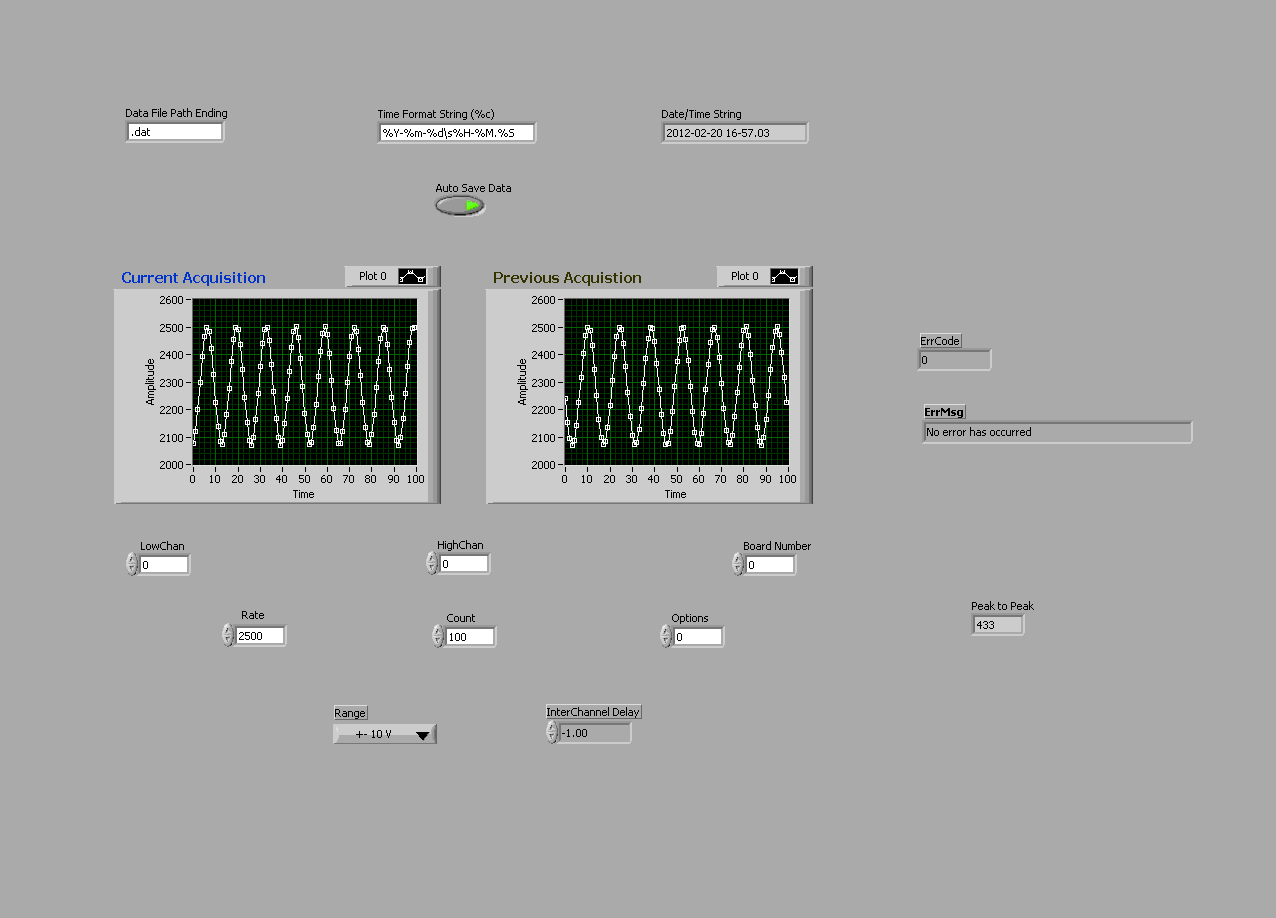 Data File Path Ending
.dat
Time Format String (%c)
%Y-%m-%d\s%H-%M.%S
Date/Time String
2012-02-20 16-57.03
Auto Save Data
Current Acquisition
Plot 0
2600
2500
2400
2300
2200
2100
2000
Amplitude
0 10 20 30 40 50 60 70 80 90 100
Time
Previous Acquistion
Plot 0
2600
2500
2400
2300
2200
2100
2000
Amplitude
0 10 20 30 40 50 60 70 80 90 100
Time
ErrCode
0
ErrMsg
No error has occurred
LowChan
0
HighChan
0
Board Number
0
Rate
2500
Count
100
Options
0
Peak to Peak
433
Range
+- 10 V
InterChannel Delay
-1.00